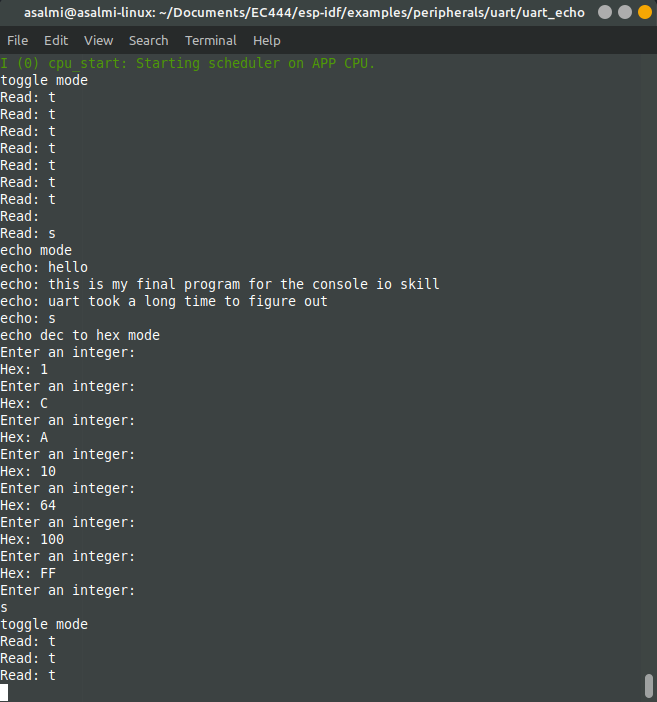 asalmi@asalmi-linux: ~/Documents/EC444/esp-idf/examples/peripherals/uart/uart_echo
File Edit View Search Terminal Help
I (0) cpu_start: Starting scheduler on APP CPU.
toggle mode
Read: t
Read: t
Read: t
Read: t
Read: t
Read: t
Read: t
Read:
Read: s
echo mode
echo: hello
echo: this is my final program for the console io skill
echo: uart took a long time to figure out
echo: s
echo dec to hex mode
Enter an integer:
Hex: 1
Enter an integer:
Hex: C
Enter an integer:
Hex: A
Enter an integer:
Hex: 10
Enter an integer:
Hex: 64
Enter an integer:
Hex: 100
Enter an integer:
Hex: FF
Enter an integer:
s
toggle mode
Read: t
Read: t
Read: t